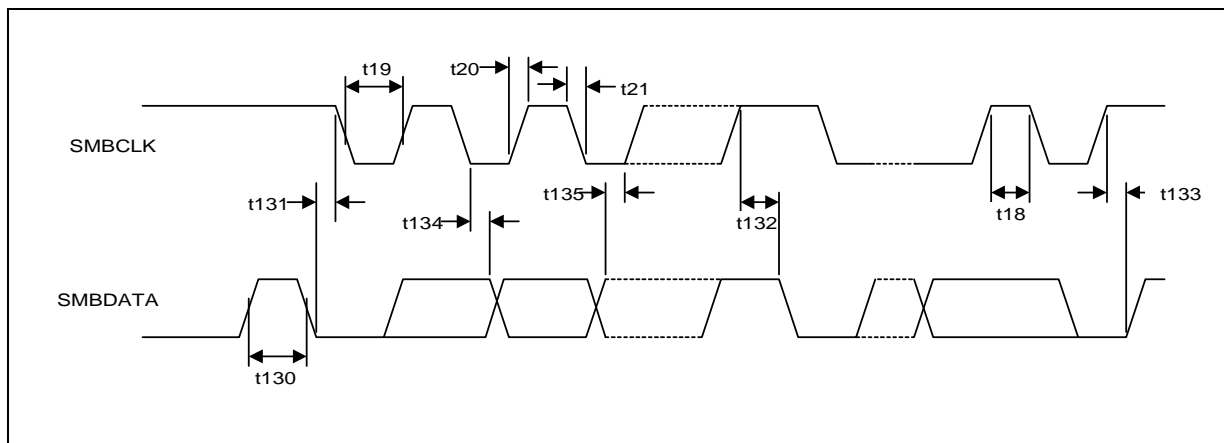 t19
t20
t21
SMBCLK
t131
t134
t135
t132
t18
t133
SMBDATA
t130